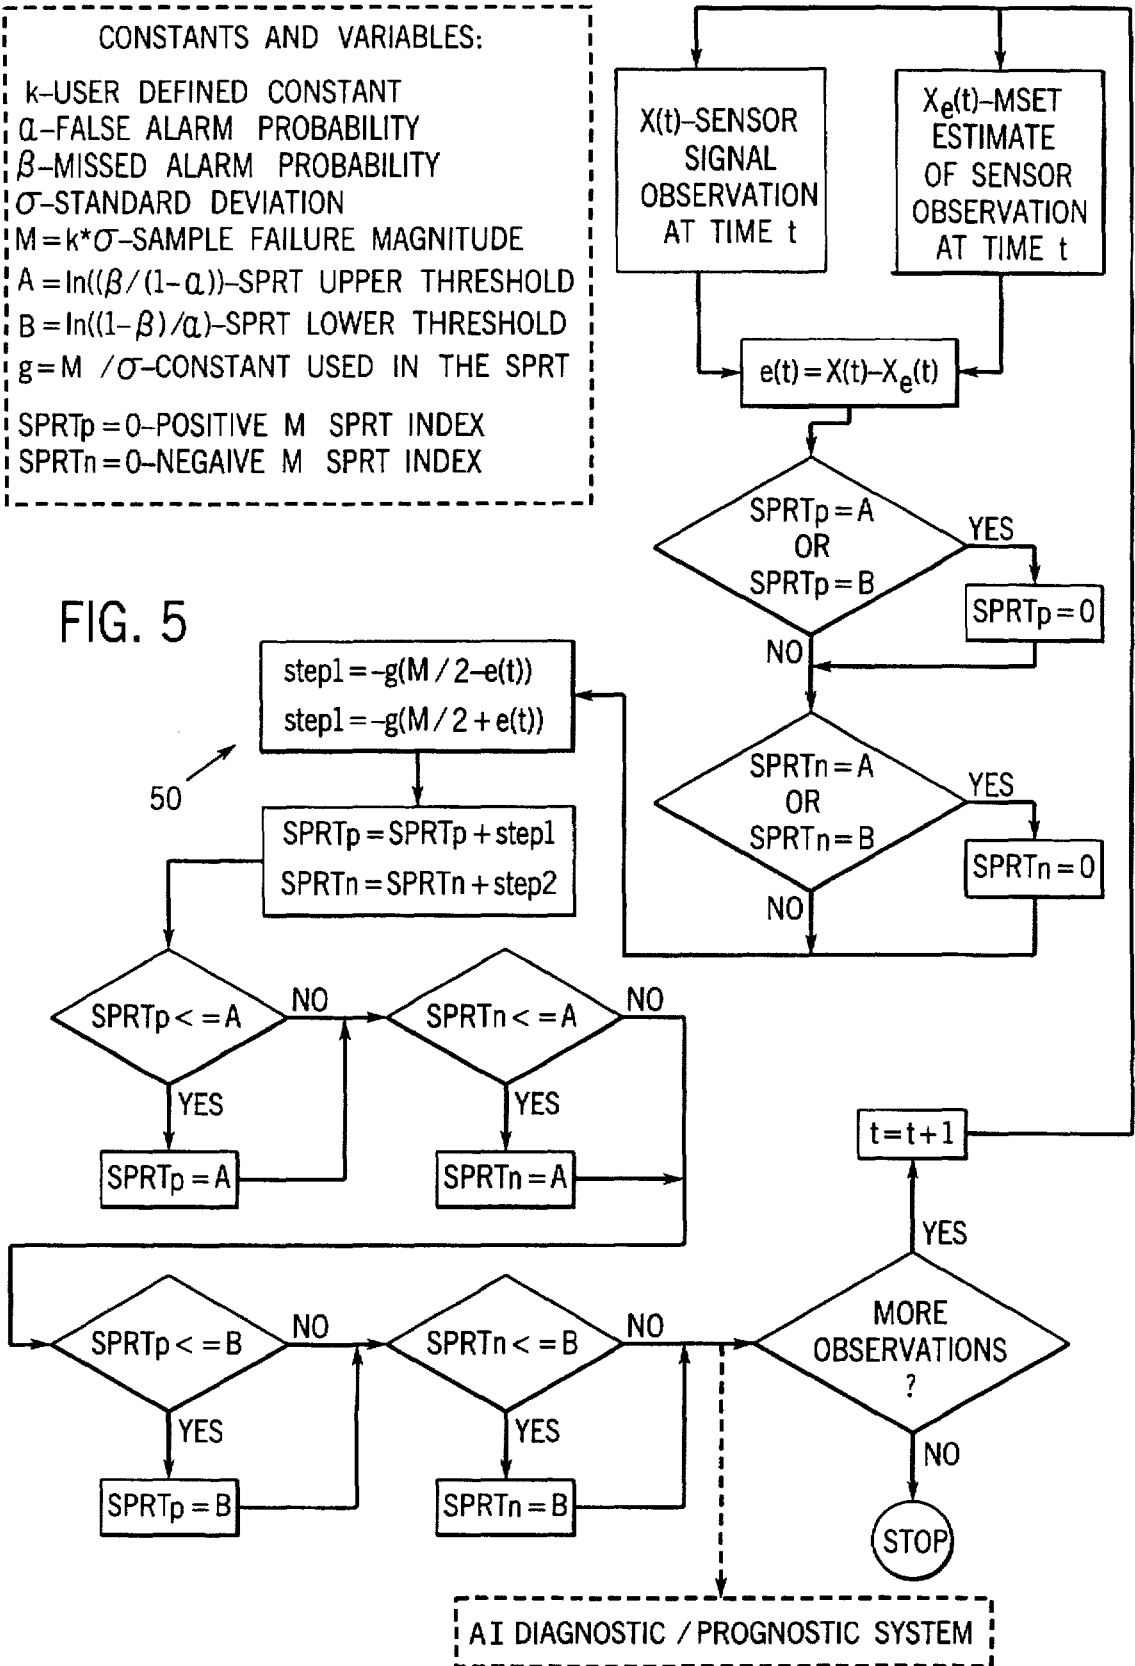 CONSTANTS AND VARIABLES:
k-USER DEFINED CONSTANT
α-FALSE ALARM PROBABILITY
β-MISSED ALARM PROBABILITY
σ-STANDARD DEVIATION
M=k*σ-SAMPLE FAILURE MAGNITUDE
A=ln((β/(1-α))-SPRT UPPER THRESHOLD
B=ln((1-β)/α)-SPRT LOWER THRESHOLD
g=M /σ-CONSTANT USED IN THE SPRT
SPRTp=0-POSITIVE M SPRT INDEX
SPRTn=0-NEGAIVE M SPRT INDEX
X(t)-SENSOR
SIGNAL
OBSERVATION
AT TIME t
Xe(t)-MSET
ESTIMATE
OF SENSOR
OBSERVATION
AT TIME t
e(t)=X(t)-Xe(t)
SPRTp=A
OR
SPRTp=B
YES
SPRTp=0
NO
SPRTn=A
OR
SPRTn=B
YES
SPRTn=0
NO
FIG. 5
50
step1=-g(M/2-e(t))
step1=-g(M/2+e(t))
SPRTp=SPRTp+step1
SPRTn=SPRTn+step2
SPRTp<=A
NO
YES
SPRTp=A
SPRTn<=A
NO
YES
SPRTn=A
SPRTp<=B
NO
YES
SPRTp=B
SPRTn<=B
NO
YES
SPRTn=B
MORE
OBSERVATIONS
?
YES
t=t+1
NO
STOP
AI DIAGNOSTIC / PROGNOSTIC SYSTEM